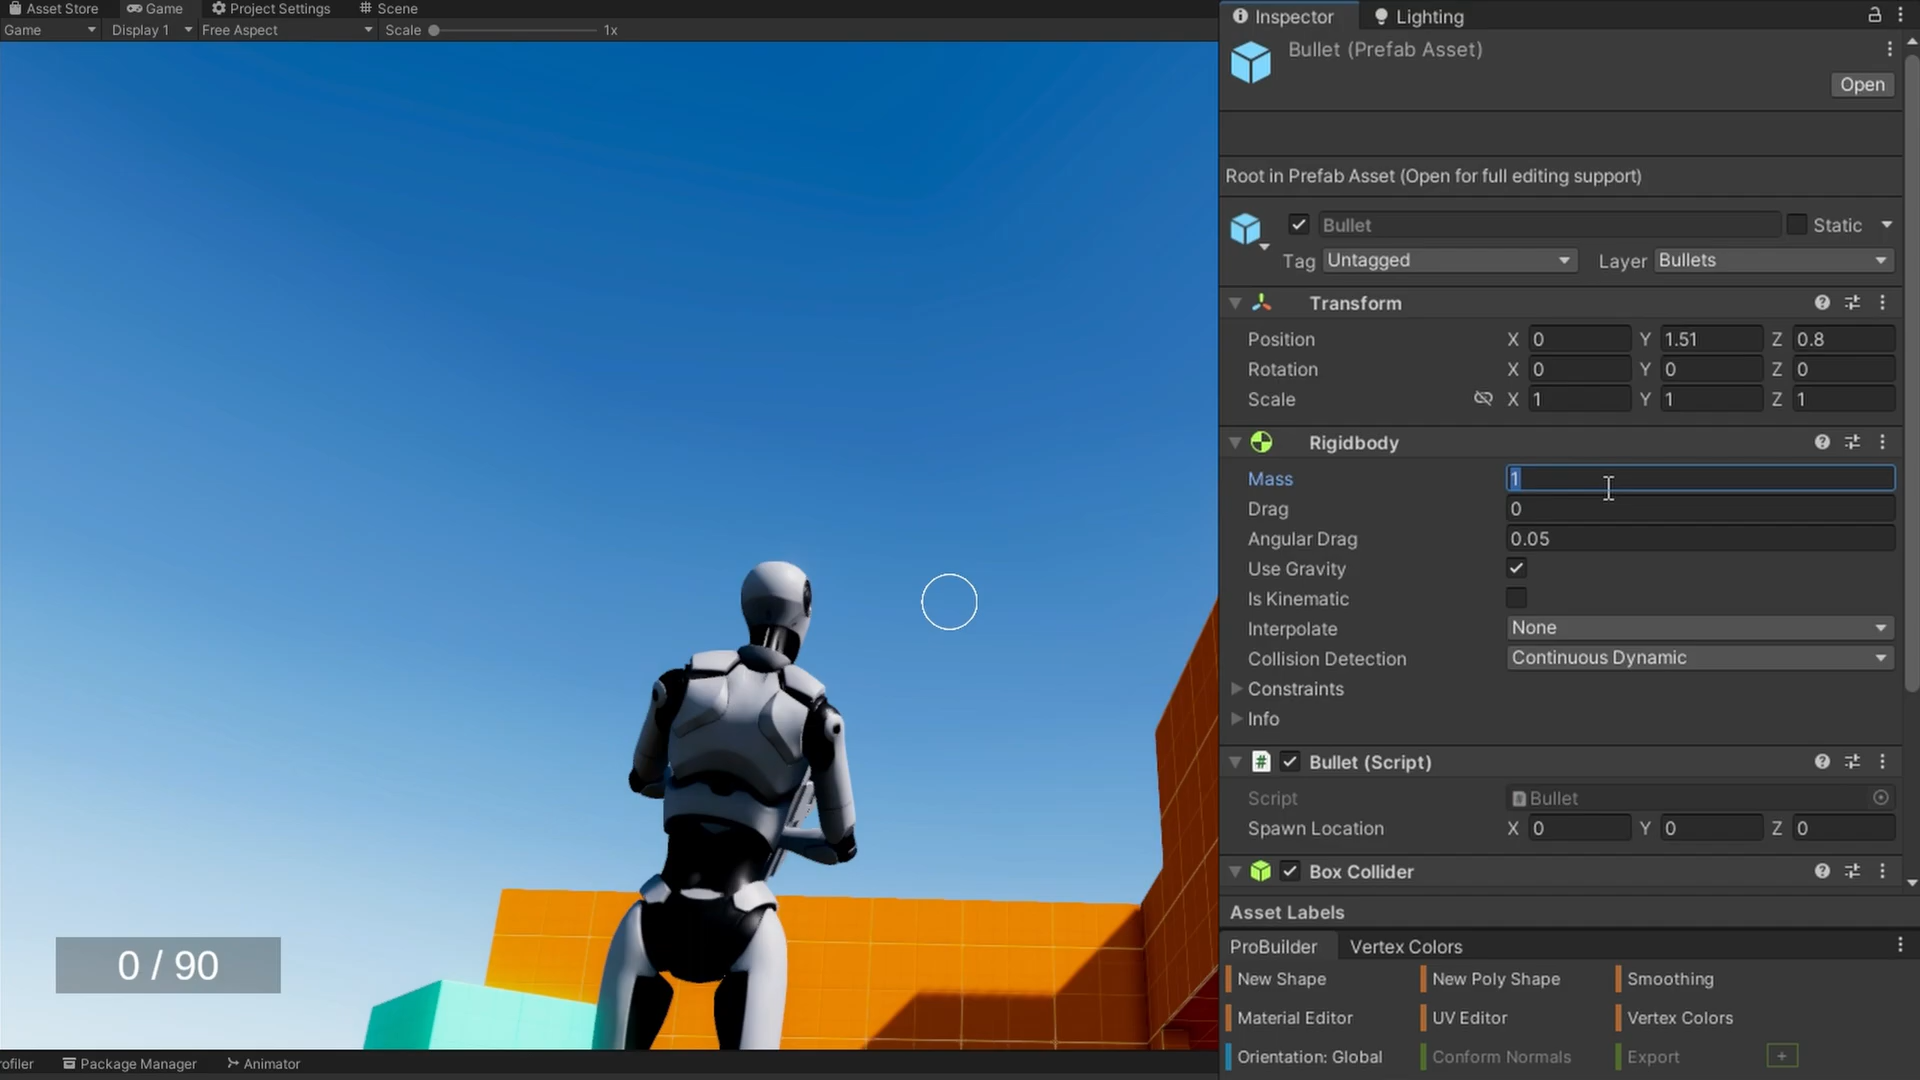 Asset Store Game Project Settings Scene
Game Display 1 Free Aspect Scale 1x
0 / 90
rofiler Package Manager Animator
Inspector Lighting
Bullet (Prefab Asset)
Open
Root in Prefab Asset (Open for full editing support)
Bullet Static
Tag Untagged Layer Bullets
Transform
Position X 0 Y 1.51 Z 0.8
Rotation X 0 Y 0 Z 0
Scale X 1 Y 1 Z 1
Rigidbody
Mass 1
Drag 0
Angular Drag 0.05
Use Gravity
Is Kinematic
Interpolate None
Collision Detection Continuous Dynamic
Constraints
Info
# Bullet (Script)
Script Bullet
Spawn Location X 0 Y 0 Z 0
Box Collider
Asset Labels
ProBuilder Vertex Colors
New Shape New Poly Shape Smoothing
Material Editor UV Editor Vertex Colors
Orientation: Global Conform Normals Export +